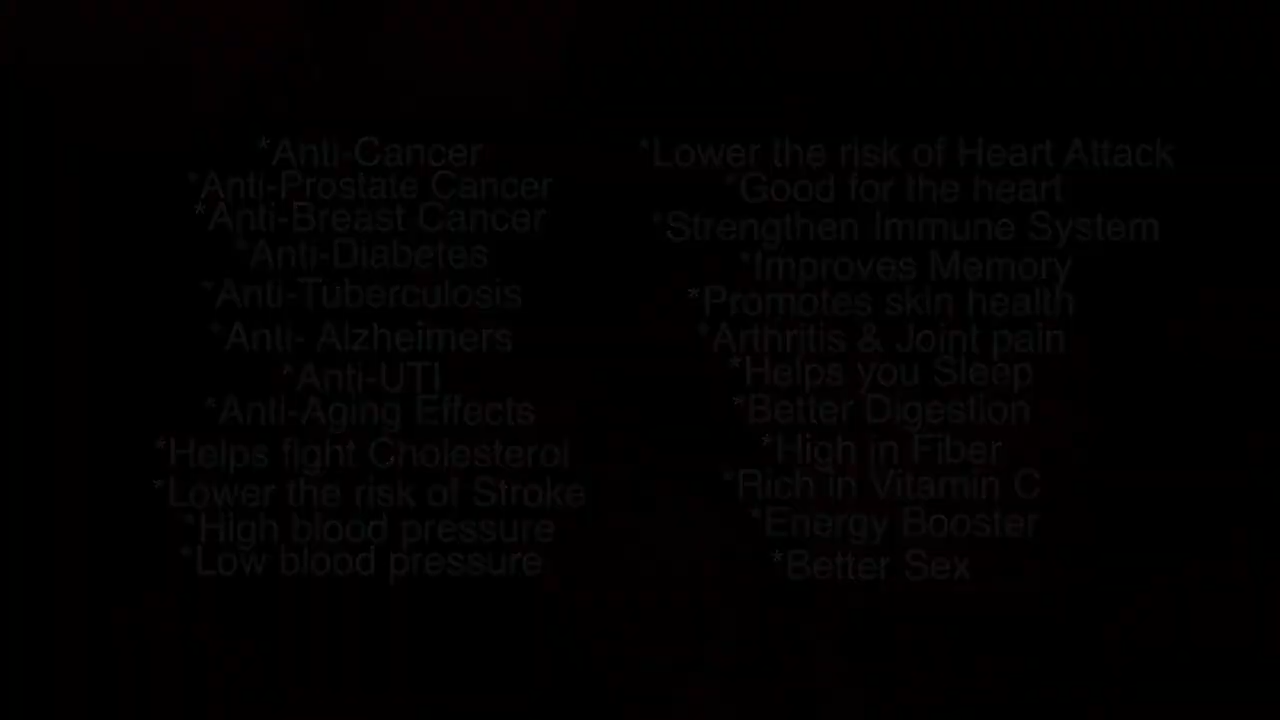 *Anti-Cancer
*Anti-Prostate Cancer
*Anti-Breast Cancer
*Anti-Diabetes
*Anti-Tuberculosis
*Anti- Alzheimers
*Anti-UTI
*Anti-Aging Effects
*Helps fight Cholesterol
*Lower the risk of Stroke
*High blood pressure
*Low blood pressure
*Lower the risk of Heart Attack
*Good for the heart
*Strengthen Immune System
*Improves Memory
*Promotes skin health
*Arthritis & Joint pain
*Helps you Sleep
*Better Digestion
*High in Fiber
*Rich in Vitamin C
*Energy Booster
*Better Sex